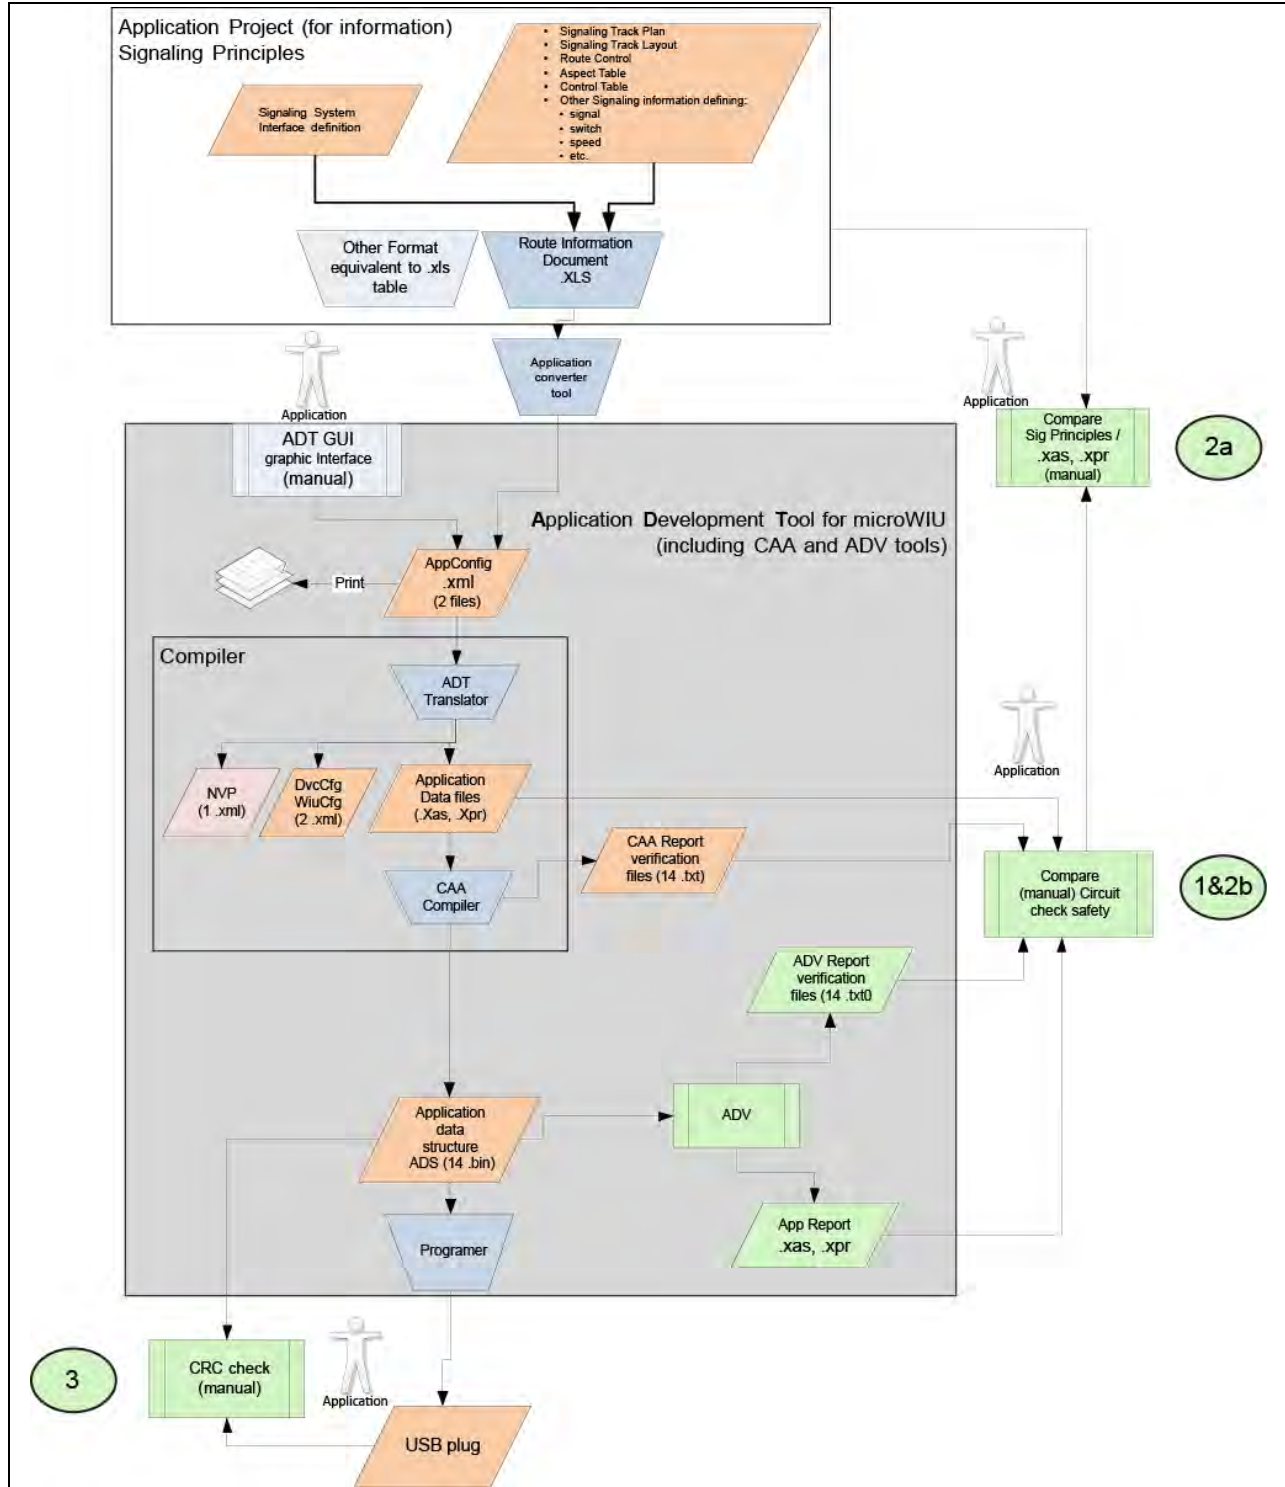 Application Project (for information)
Signaling Principles
• Signaling Track Plan
• Signaling Track Layout
• Route Control
• Aspect Table
• Control Table
• Other Signaling information defining:
• signal
• switch
• speed
• etc.
Signaling System
Interface definition
Other Format
equivalent to .xls
table
Route Information
Document
.XLS
Application
converter
tool
Application
ADT GUI
graphic Interface
(manual)
Application
Compare
Sig Principles /
.xas, .xpr
(manual)
2a
Application Development Tool for microWIU
(including CAA and ADV tools)
AppConfig
.xml
(2 files)
Print
Compiler
ADT
Translator
NVP
(1 .xml)
DvcCfg
WiuCfg
(2 .xml)
Application
Data files
(.Xas, .Xpr)
CAA Report
verification
files (14 .txt)
CAA
Compiler
Application
Compare
(manual) Circuit
check safety
1&2b
ADV Report
verification
files (14 .txt0
Application
data
structure
ADS (14 .bin)
ADV
App Report
.xas, .xpr
Programer
3
CRC check
(manual)
Application
USB plug